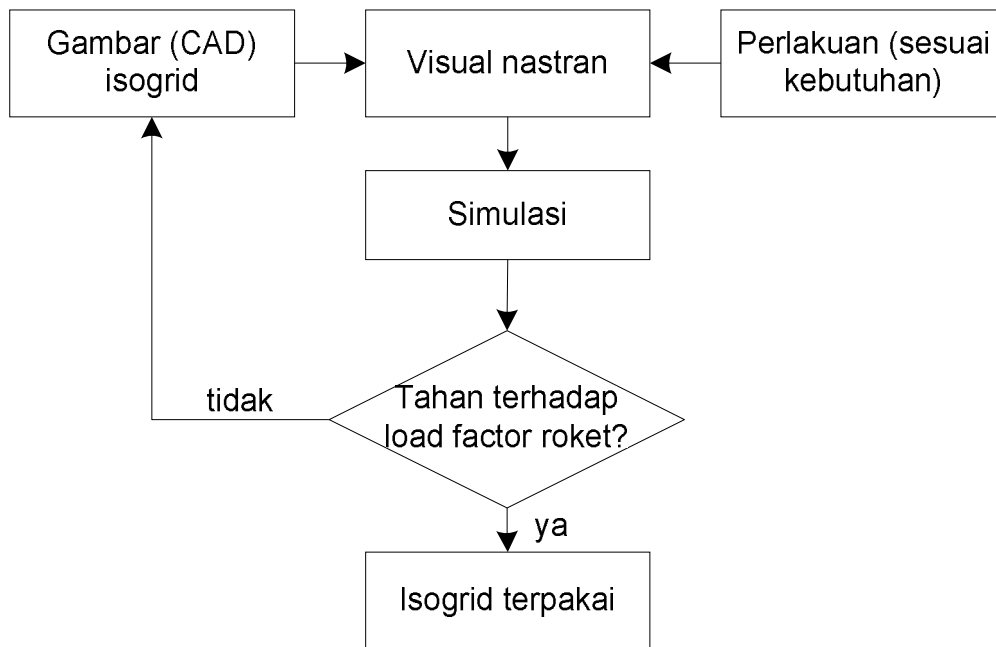 Gambar (CAD)
isogrid
Visual nastran
Perlakuan (sesuai
kebutuhan)
Simulasi
Tahan terhadap
load factor roket?
tidak
ya
Isogrid terpakai